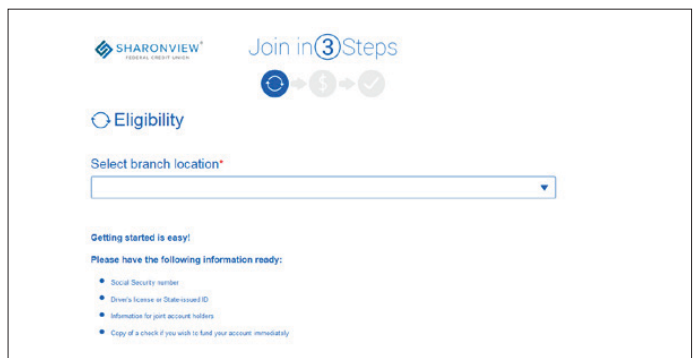 SHARONVIEW
FEDERAL CREDIT UNION
Join in 3 Steps
$
Eligibility
Select branch location*
Getting started is easy!
Please have the following information ready:
Social Security number
Driver's license or State-issued ID
Information for joint account holders
Copy of a check if you wish to fund your account immediately